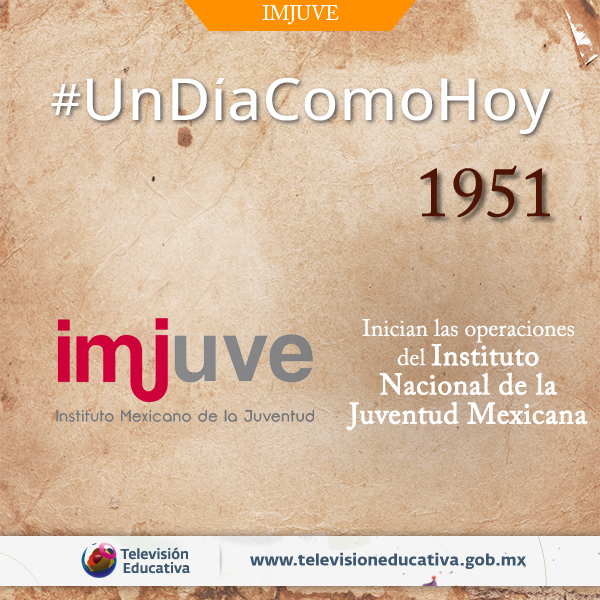 IMJUVE
#UnDíaComoHoy
1951
imjuve
Instituto Mexicano de la Juventud
Inician las operaciones
del Instituto
Nacional de la
Juventud Mexicana
Televisión
Educativa
www.televisioneducativa.gob.mx